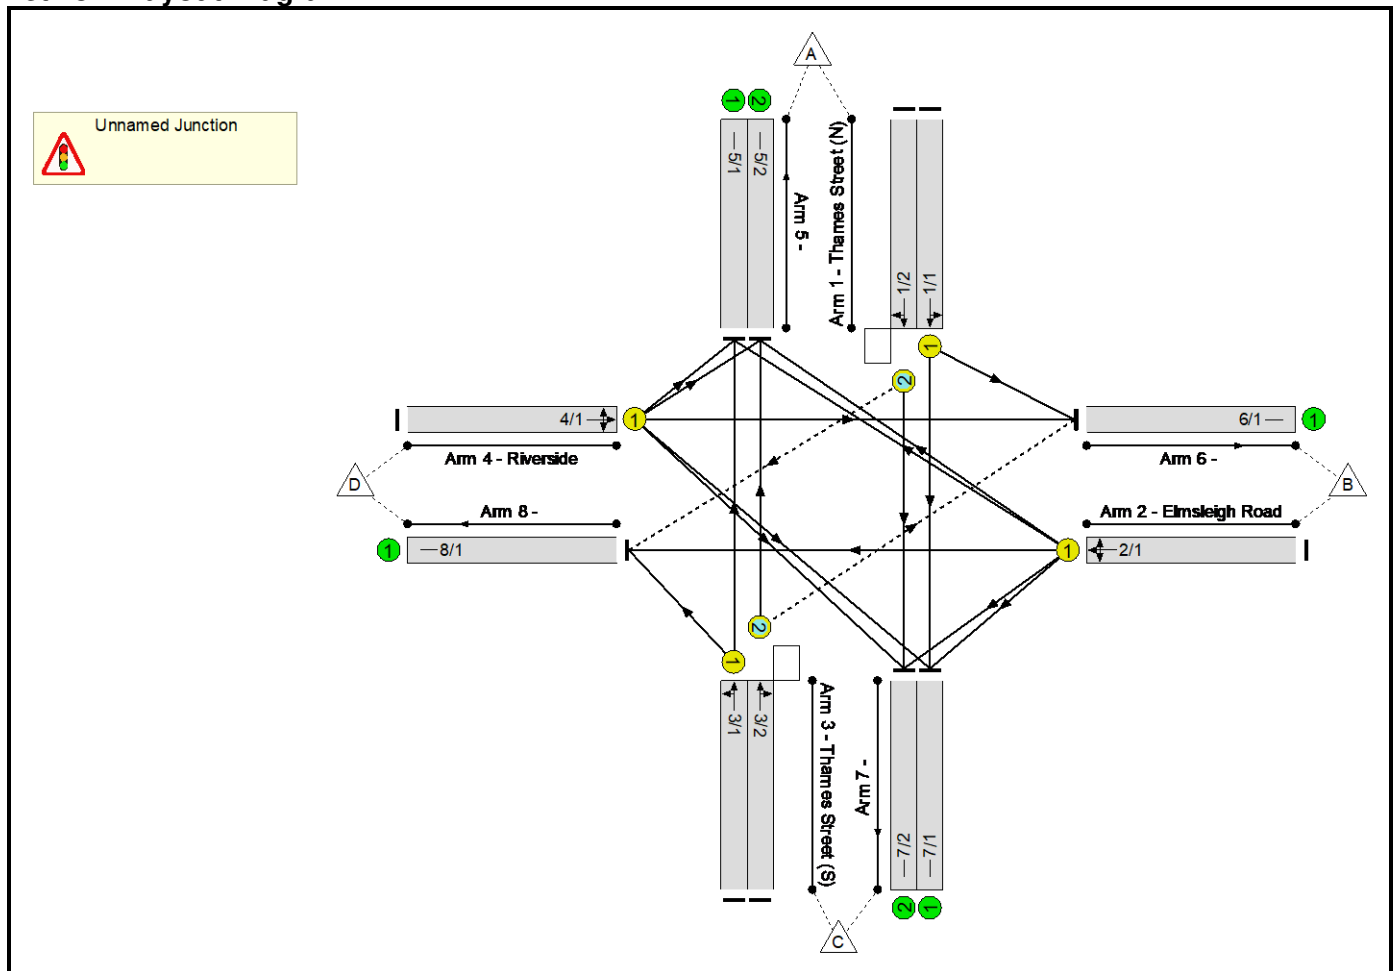 A
Unnamed Junction
1
2
5/1
5/2
Arm 5 -
Arm 1 - Thames Street (N)
1/2
1/1
1
2
4/1
1
Arm 4 - Riverside
6/1
1
Arm 6 -
D
B
Arm 8 -
Arm 2 - Elmsleigh Road
1
8/1
1
2/1
2
1
3/1
3/2
Arm 3 - Thames Street (S)
Arm 7 -
7/2
7/1
2
1
C